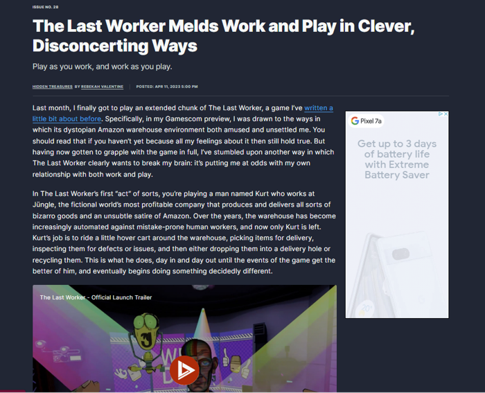 ISSUE NO. 28
The Last Worker Melds Work and Play in Clever,
Disconcerting Ways
Play as you work, and work as you play.
HIDDEN TREASURES BY REBEKAH VALENTINE POSTED: APR 11, 2023 5:00 PM
Last month, I finally got to play an extended chunk of The Last Worker, a game I've written a
little bit about before. Specifically, in my Gamescom preview, I was drawn to the ways in
which its dystopian Amazon warehouse environment both amused and unsettled me. You
should read that if you haven't yet because all my feelings about it then still hold true. But
having now gotten to grapple with the game in full, I've stumbled upon another way in which
The Last Worker clearly wants to break my brain: it's putting me at odds with my own
relationship with both work and play.
In The Last Worker's first "act" of sorts, you're playing a man named Kurt who works at
Jüngle, the fictional world's most profitable company that produces and delivers all sorts of
bizarro goods and an unsubtle satire of Amazon. Over the years, the warehouse has become
increasingly automated against mistake-prone human workers, and now only Kurt is left.
Kurt's job is to ride a little hover cart around the warehouse, picking items for delivery,
inspecting them for defects or issues, and then either dropping them into a delivery hole or
recycling them. This is what he does, day in and day out until the events of the game get the
better of him, and eventually begins doing something decidedly different.
The Last Worker - Official Launch Trailer
Pixel 7a
Get up to 3 days
of battery life
with Extreme
Battery Saver